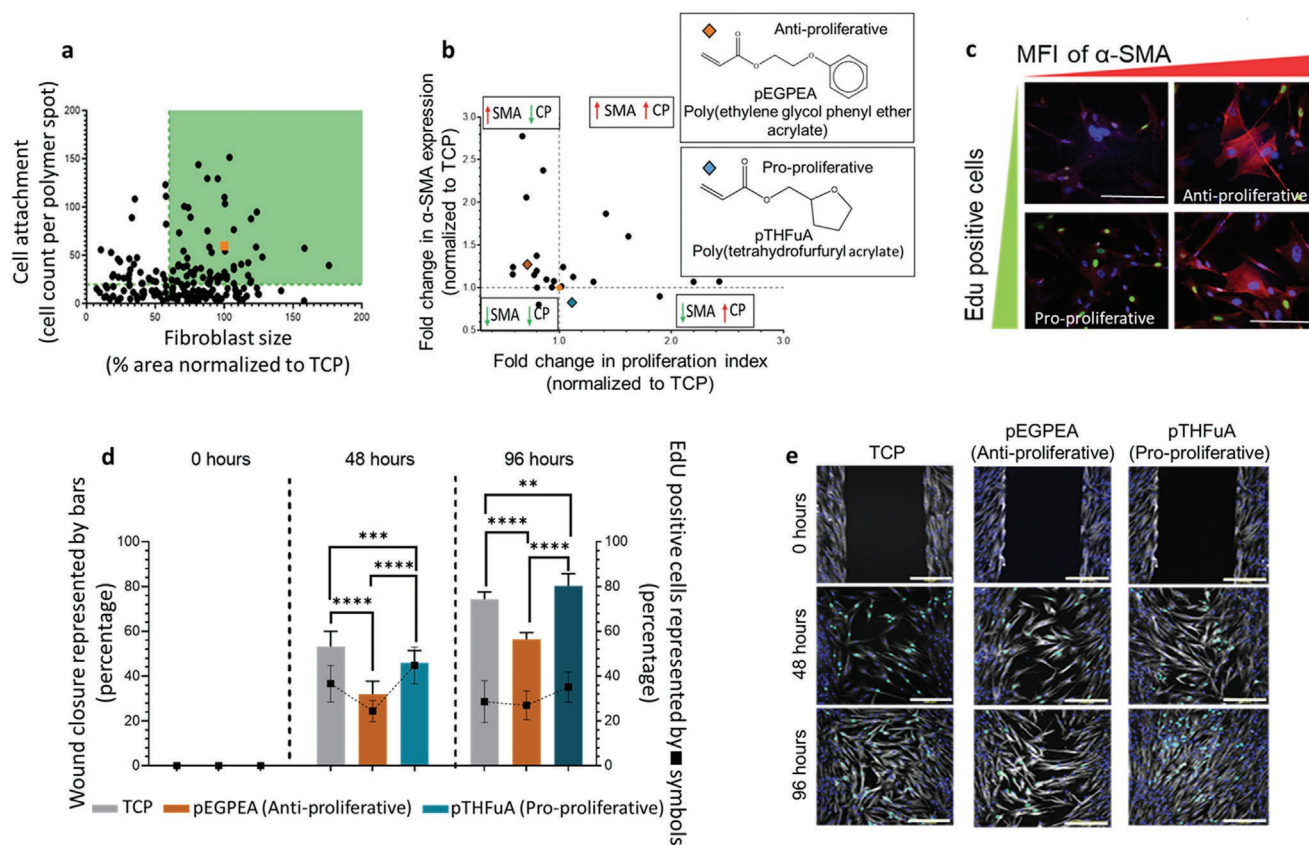 a
Cell attachment
(cell count per polymer spot)
200
150
100
50
0
0 50 100 150 200
Fibroblast size
(% area normalized to TCP)
b
Fold change in α-SMA expression
(normalized to TCP)
3.0
2.5
2.0
1.5
1.0
0.5
↑SMA ↓CP
↑SMA ↑CP
↓SMA ↓CP
↓SMA ↑CP
1.0 2.0 3.0
Fold change in proliferation index
(normalized to TCP)
Anti-proliferative
O
O
O
pEGPEA
Poly(ethylene glycol phenyl ether
acrylate)
Pro-proliferative
O
O
O
pTHFuA
Poly(tetrahydrofurfuryl acrylate)
c
MFI of α-SMA
Edu positive cells
Anti-proliferative
Pro-proliferative
d
0 hours 48 hours 96 hours
Wound closure represented by bars
(percentage)
100
80
60
40
20
0
*** 
****
****
**
****
****
100
80
60
40
20
0
EdU positive cells represented by ■ symbols
(percentage)
TCP pEGPEA (Anti-proliferative) pTHFuA (Pro-proliferative)
e
TCP
pEGPEA
(Anti-proliferative)
pTHFuA
(Pro-proliferative)
0 hours
48 hours
96 hours